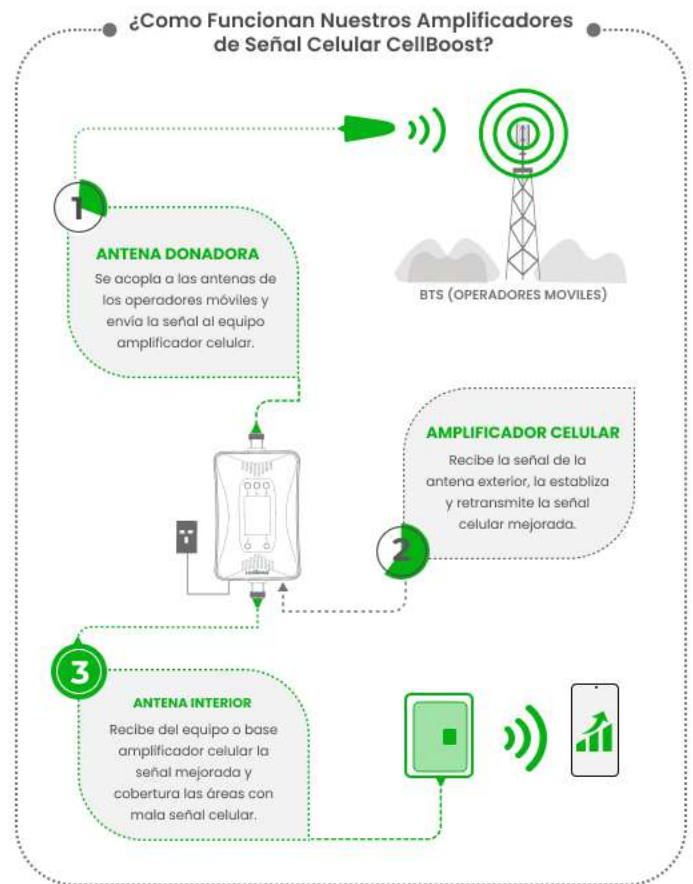 ¿Como Funcionan Nuestros Amplificadores
de Señal Celular CellBoost?
1
ANTENA DONADORA
Se acopla a las antenas de
los operadores móviles y
envía la señal al equipo
amplificador celular.
BTS (OPERADORES MOVILES)
AMPLIFICADOR CELULAR
Recibe la señal de la
antena exterior, la establiza
y retransmite la señal
celular mejorada.
2
3
ANTENA INTERIOR
Recibe del equipo o base
amplificador celular la
señal mejorada y
cobertura las áreas con
mala señal celular.